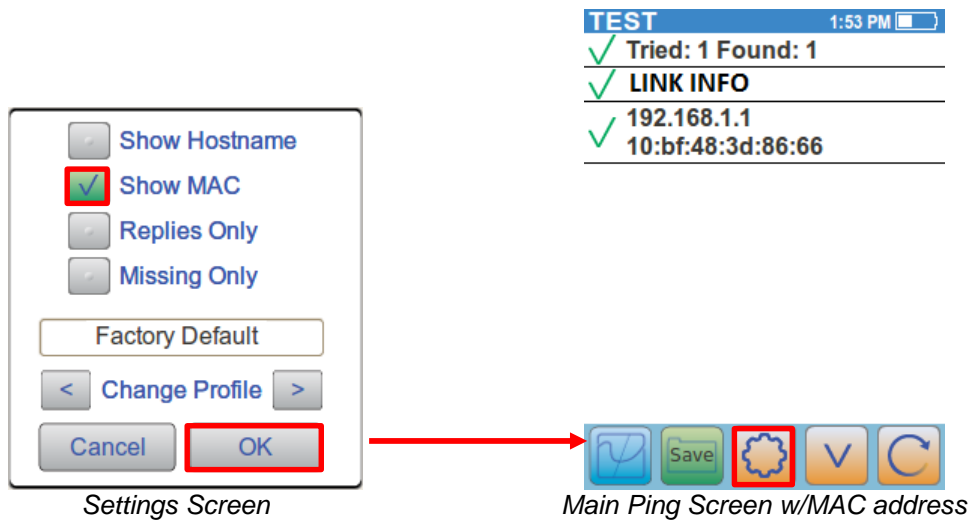 Show Hostname
Show MAC
Replies Only
Missing Only
Factory Default
< Change Profile >
Cancel OK
Settings Screen
TEST 1:53 PM
Tried: 1 Found: 1
LINK INFO
192.168.1.1
10:bf:48:3d:86:66
Save
Main Ping Screen w/MAC address